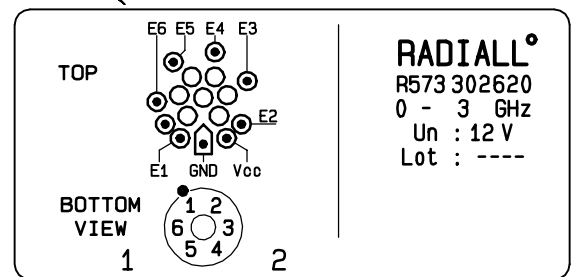 E6 E5 E4 E3
TOP
E2
E1 GND Vcc
BOTTOM
VIEW
1 2
6 3
5 4
1 2
RADIALL°
R573 302620
0 - 3 GHz
Un : 12 V
Lot : ----